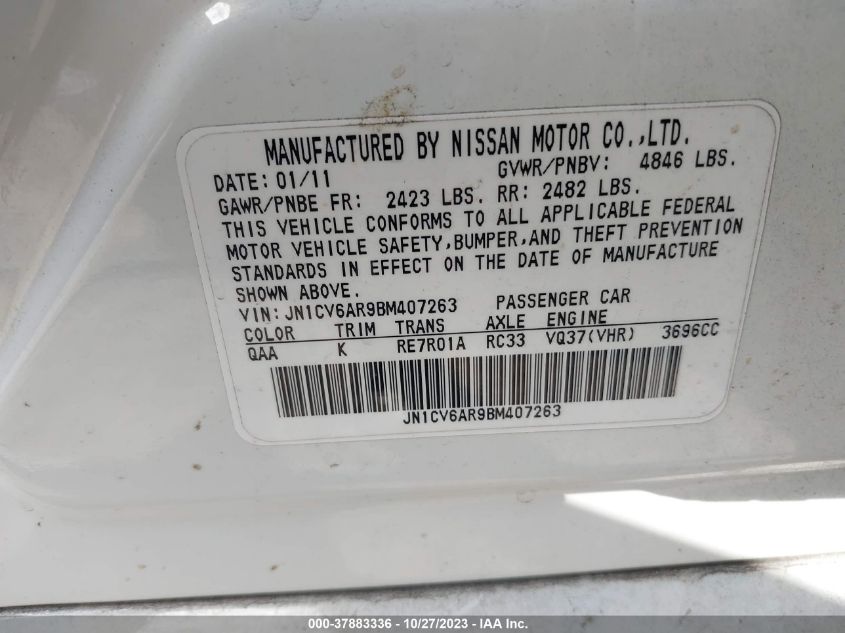 MANUFACTURED BY NISSAN MOTOR CO.,LTD.
DATE: 01/11 GVWR/PNBV: 4846 LBS.
GAWR/PNBE FR: 2423 LBS. RR: 2482 LBS.
THIS VEHICLE CONFORMS TO ALL APPLICABLE FEDERAL
MOTOR VEHICLE SAFETY,BUMPER,AND THEFT PREVENTION
STANDARDS IN EFFECT ON THE DATE OF MANUFACTURE
SHOWN ABOVE.
VIN: JN1CV6AR9BM407263 PASSENGER CAR
COLOR TRIM TRANS AXLE ENGINE
QAA K RE7R01A RC33 VQ37(VHR) 3696CC
JN1CV6AR9BM407263
000-37883336 - 10/27/2023 - IAA Inc.